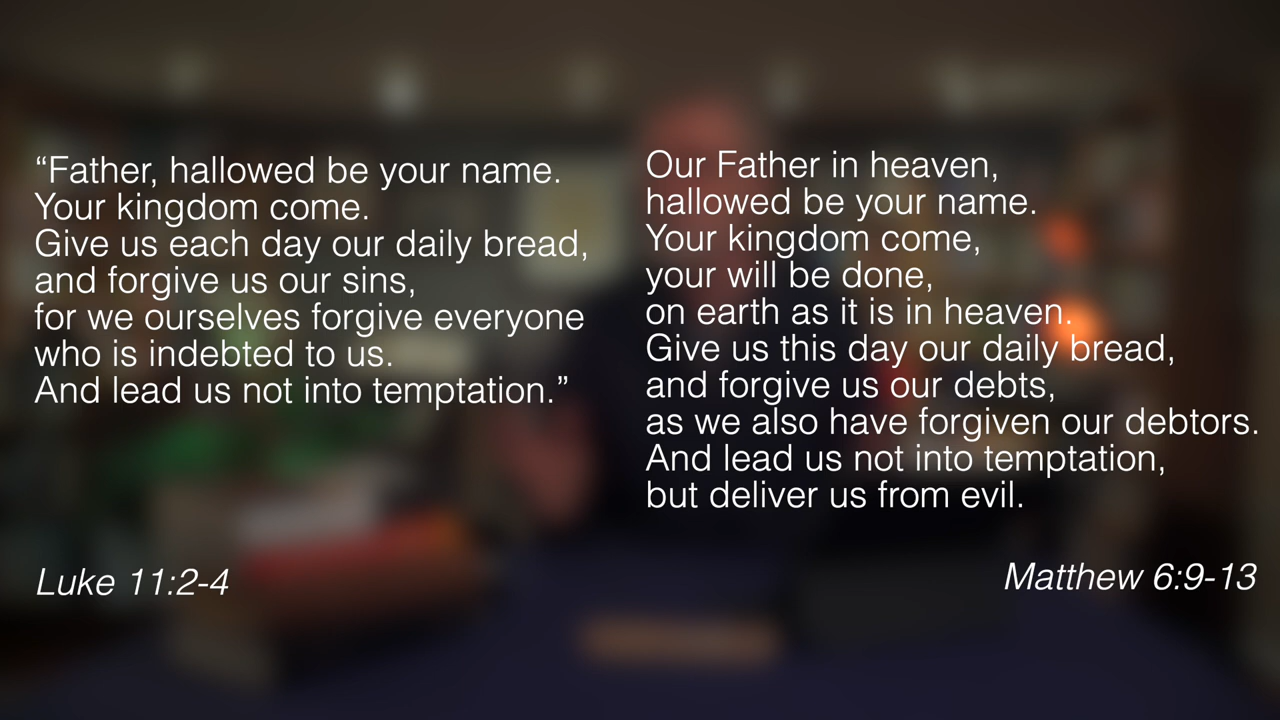 “Father, hallowed be your name.
Your kingdom come.
Give us each day our daily bread,
and forgive us our sins,
for we ourselves forgive everyone
who is indebted to us.
And lead us not into temptation.”
Luke 11:2-4
Our Father in heaven,
hallowed be your name.
Your kingdom come,
your will be done,
on earth as it is in heaven.
Give us this day our daily bread,
and forgive us our debts,
as we also have forgiven our debtors.
And lead us not into temptation,
but deliver us from evil.
Matthew 6:9-13